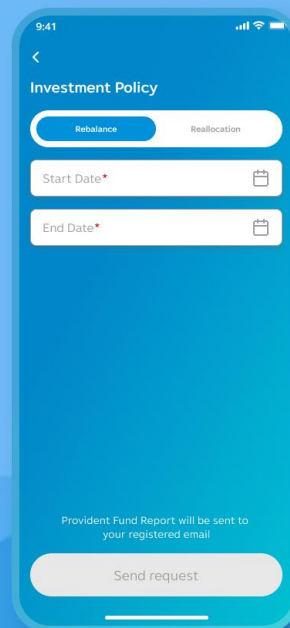 9:41
Investment Policy
Rebalance
Reallocation
Start Date*
End Date*
Provident Fund Report will be sent to
your registered email
Send request